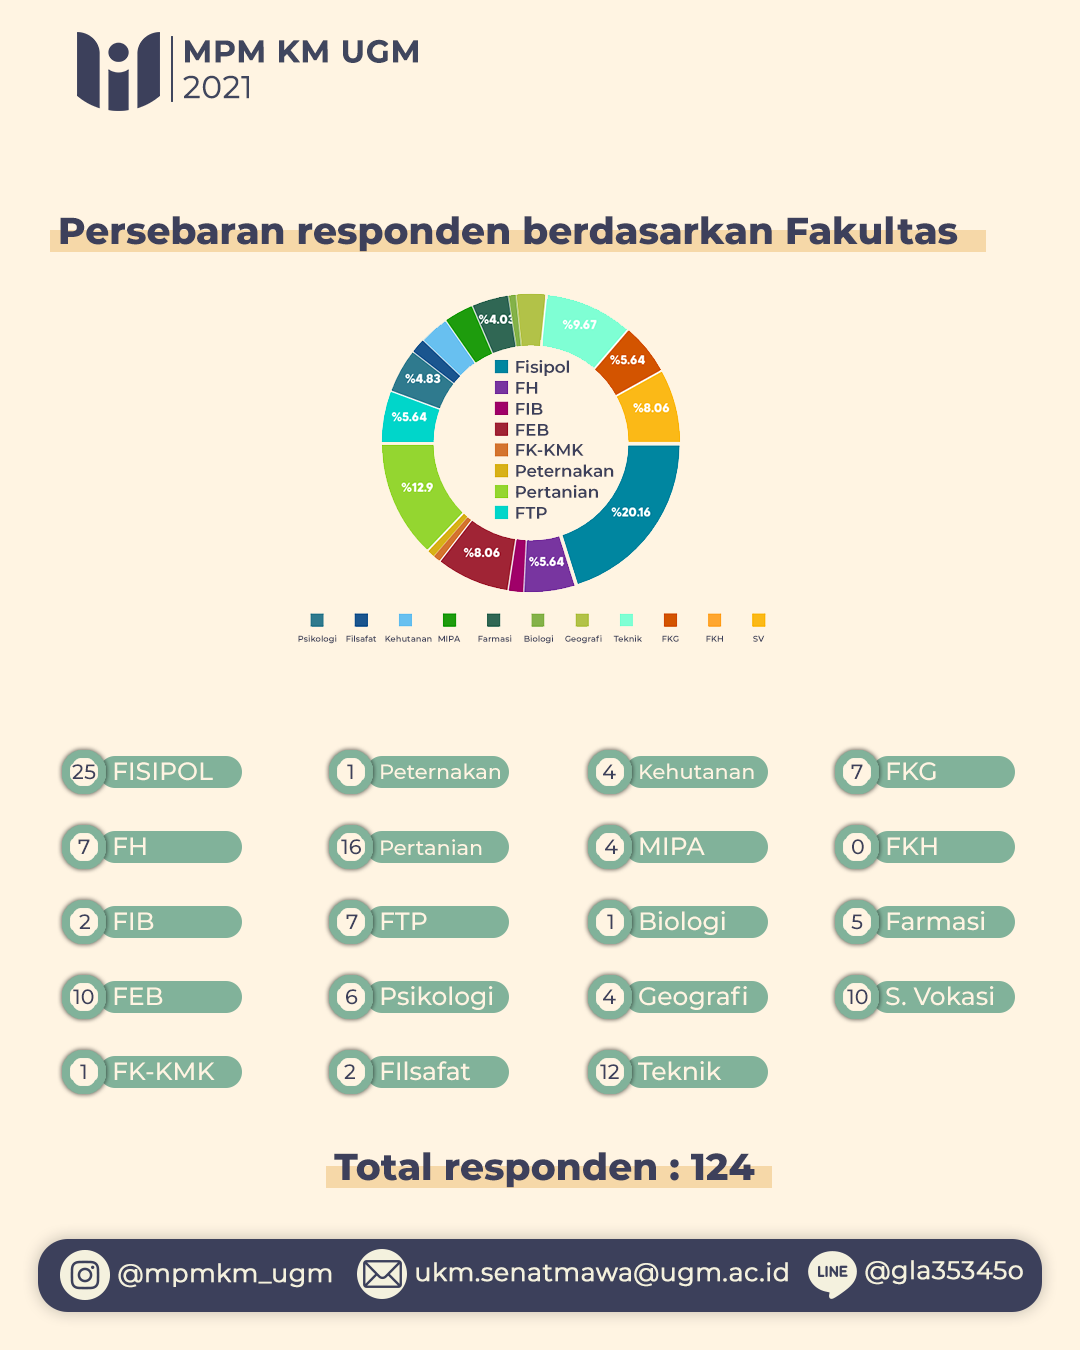 MPM KM UGM
2021
Persebaran responden berdasarkan Fakultas
%4.03
%9.67
%5.64
%4.83
%8.06
%5.64
%12.9
%20.16
%8.06
%5.64
Fisipol
FH
FIB
FEB
FK-KMK
Peternakan
Pertanian
FTP
Psikologi Filsafat Kehutanan MIPA Farmasi Biologi Geografi Teknik FKG FKH SV
25 FISIPOL
7 FH
2 FIB
10 FEB
1 FK-KMK
1 Peternakan
16 Pertanian
7 FTP
6 Psikologi
2 FIlsafat
4 Kehutanan
4 MIPA
1 Biologi
4 Geografi
12 Teknik
7 FKG
0 FKH
5 Farmasi
10 S. Vokasi
Total responden : 124
@mpmkm_ugm
ukm.senatmawa@ugm.ac.id
LINE @gla35345o